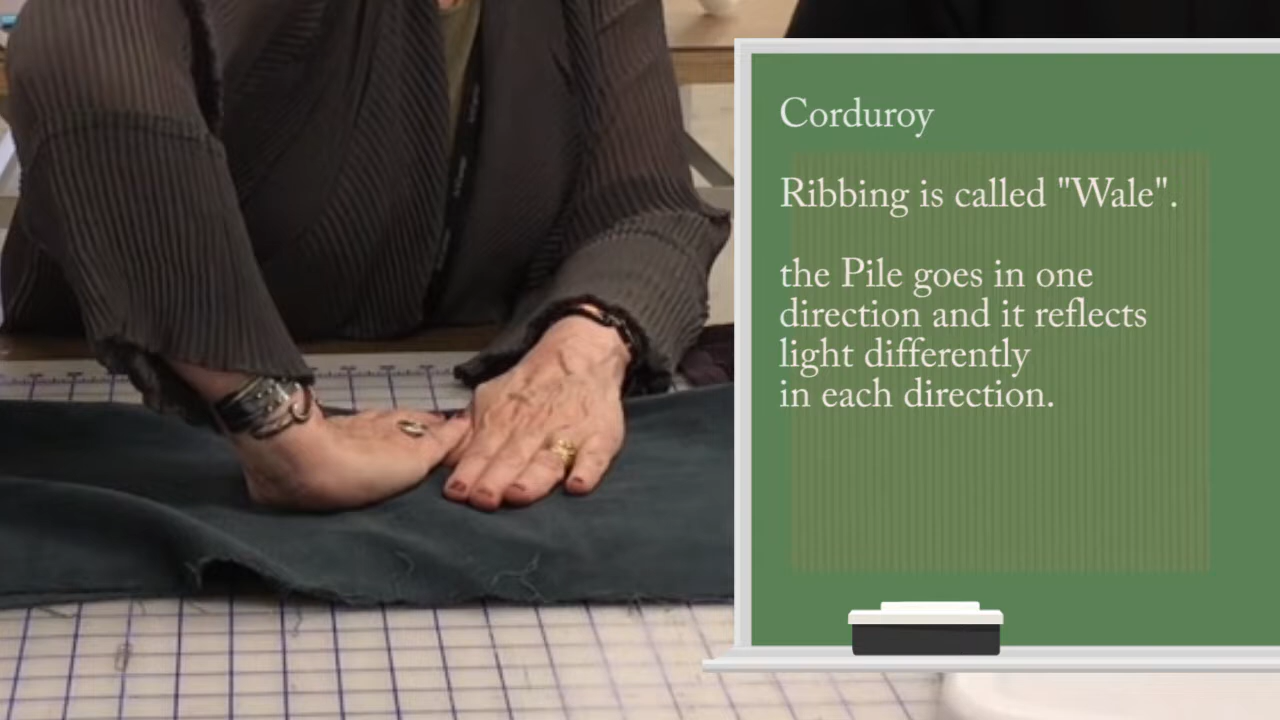 Corduroy
Ribbing is called "Wale".
the Pile goes in one
direction and it reflects
light differently
in each direction.